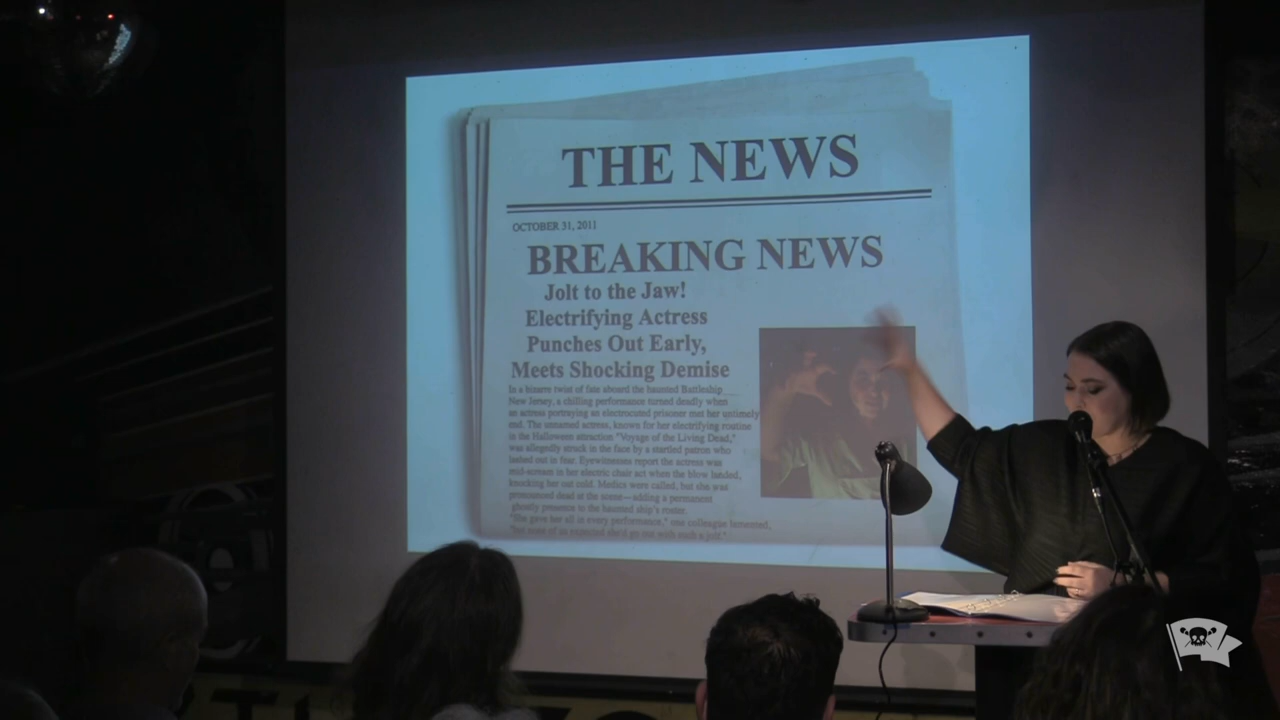 THE NEWS
OCTOBER 31, 2011
BREAKING NEWS
Jolt to the Jaw!
Electrifying Actress
Punches Out Early,
Meets Shocking Demise
In a bizarre twist of fate aboard the haunted Battleship
New Jersey, a chilling performance turned deadly when
an actress portraying an electrocuted prisoner met her untimely
end. The unnamed actress, known for her electrifying routine
in the Halloween attraction "Voyage of the Living Dead,"
was allegedly struck in the face by a startled patron who
lashed out in fear. Eyewitnesses report the actress was
mid-scream in her electric chair act when the blow landed,
knocking her out cold. Medics were called, but she was
pronounced dead at the scene—adding a permanent
ghostly presence to the haunted ship's roster.
"She gave her all in every performance," one colleague lamented,
"but none of us expected she'd go out with such a jolt."